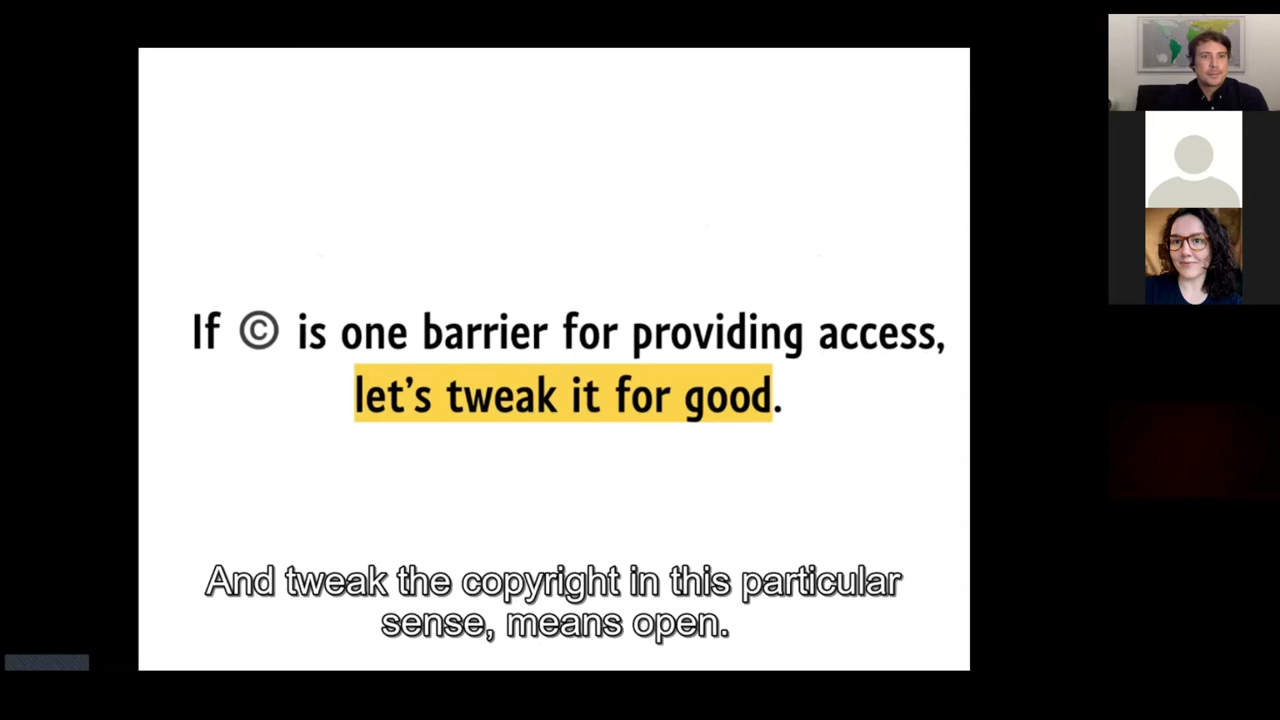 If © is one barrier for providing access,
let's tweak it for good.
And tweak the copyright in this particular
sense, means open.